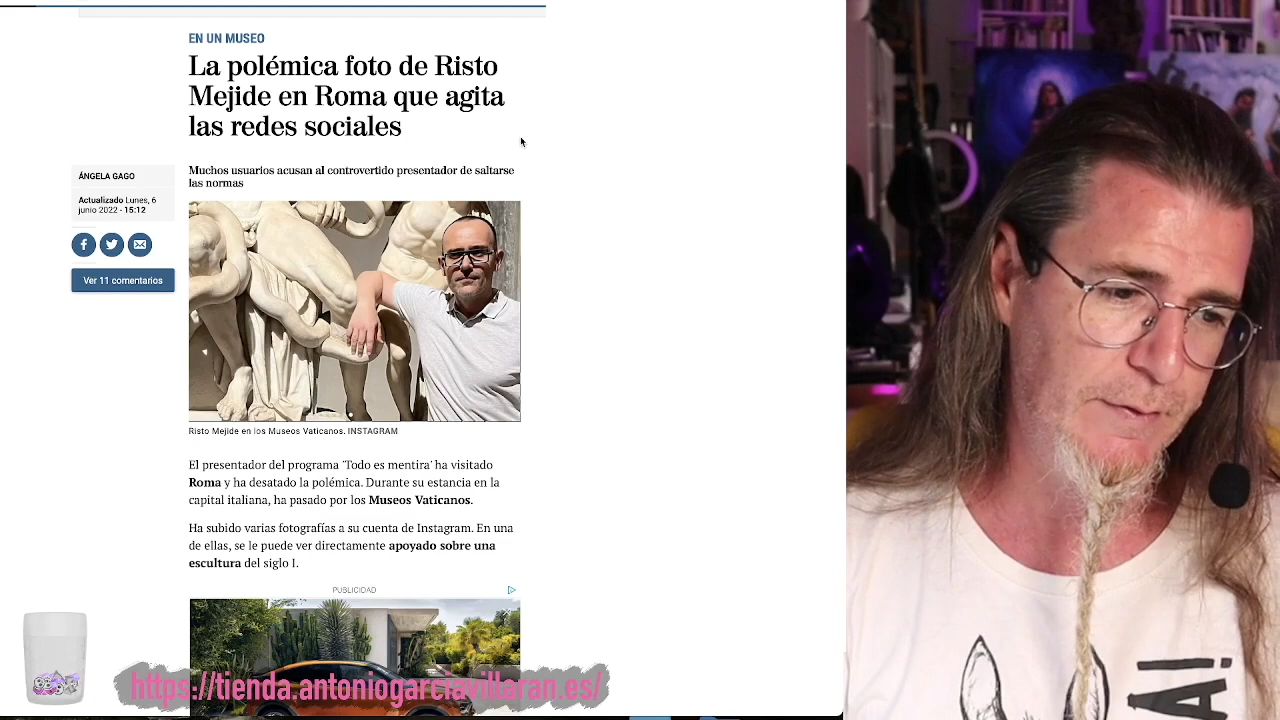 EN UN MUSEO
La polémica foto de Risto
Mejide en Roma que agita
las redes sociales
Muchos usuarios acusan al controvertido presentador de saltarse
las normas
ÁNGELA GAGO
Actualizado Lunes, 6
junio 2022 - 15:12
Ver 11 comentarios
Risto Mejide en los Museos Vaticanos. INSTAGRAM
El presentador del programa 'Todo es mentira' ha visitado
Roma y ha desatado la polémica. Durante su estancia en la
capital italiana, ha pasado por los Museos Vaticanos.
Ha subido varias fotografías a su cuenta de Instagram. En una
de ellas, se le puede ver directamente apoyado sobre una
escultura del siglo I.
PUBLICIDAD
https://tienda.antoniogarciavillaran.es/
A!